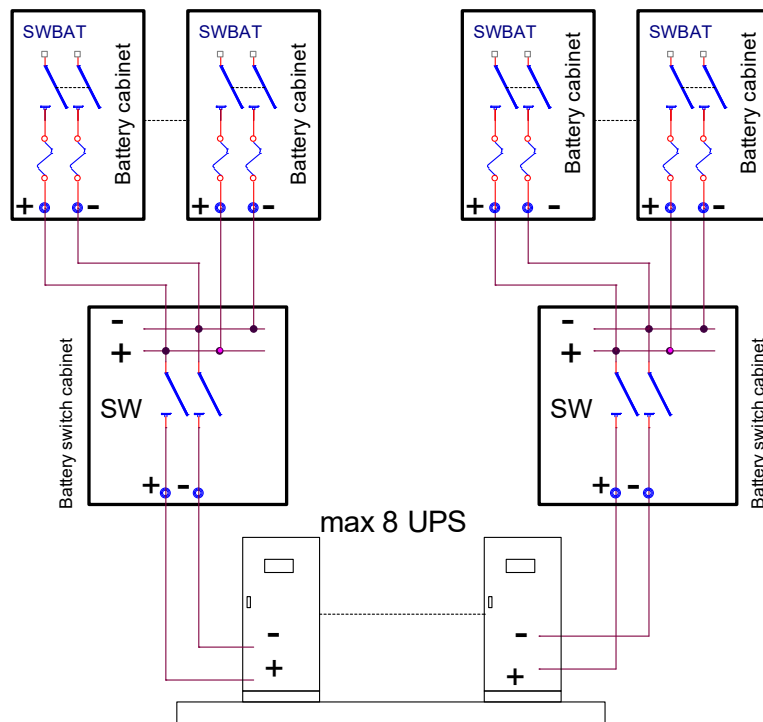 SWBAT
Battery cabinet
SWBAT
Battery cabinet
SWBAT
Battery cabinet
SWBAT
Battery cabinet
+ -
+ -
+ -
+ -
-
+
SW
+ -
Battery switch cabinet
-
+
SW
+ -
Battery switch cabinet
max 8 UPS
-
+
-
+